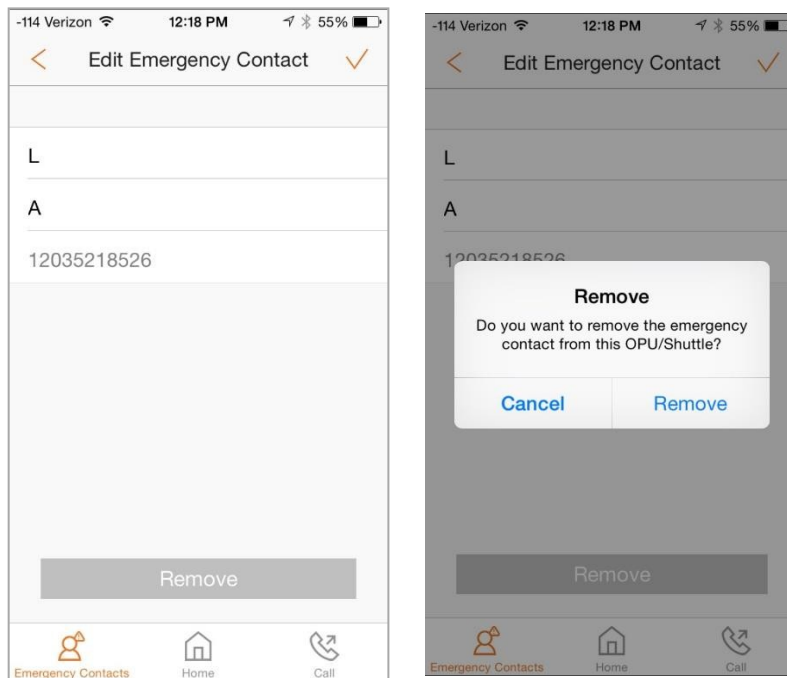 -114 Verizon 12:18 PM 55%
Edit Emergency Contact
L
A
12035218526
Remove
Emergency Contacts Home Call
-114 Verizon 12:18 PM 55%
Edit Emergency Contact
L
A
12035218526
Remove
Do you want to remove the emergency
contact from this OPU/Shuttle?
Cancel Remove
Remove
Emergency Contacts Home Call